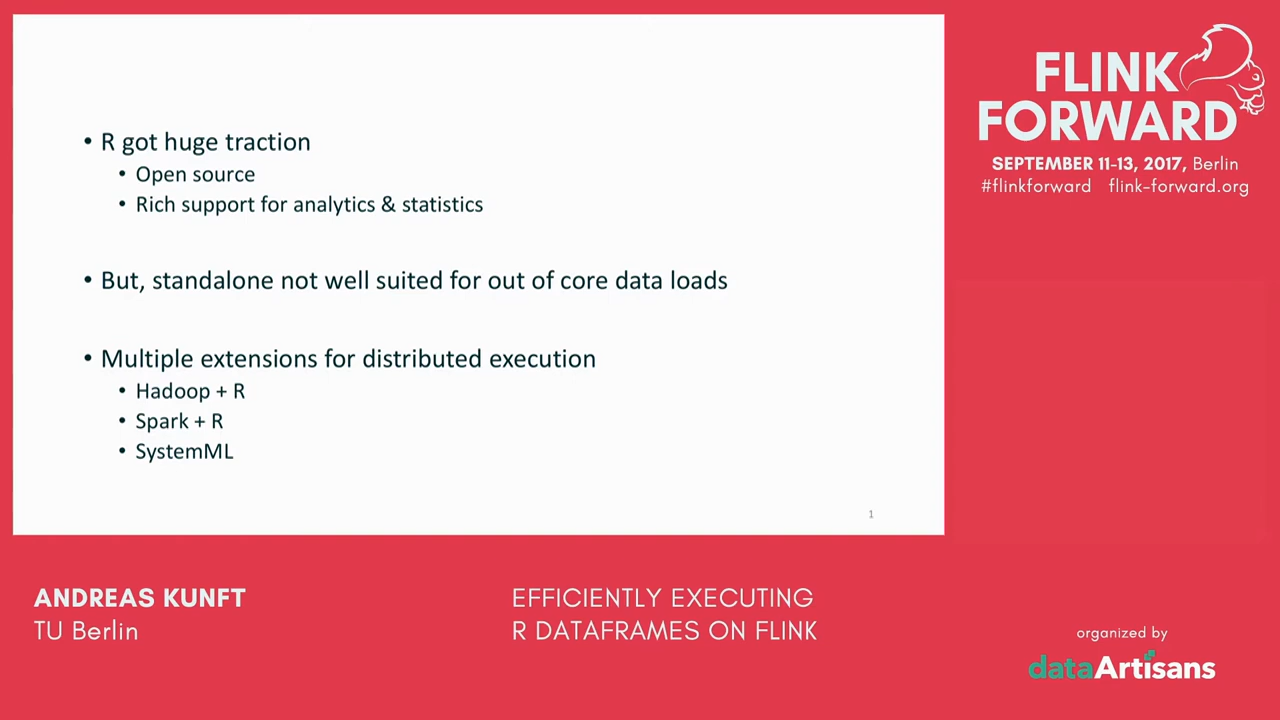 • R got huge traction
• Open source
• Rich support for analytics & statistics
• But, standalone not well suited for out of core data loads
• Multiple extensions for distributed execution
• Hadoop + R
• Spark + R
• SystemML
1
FLINK
FORWARD
SEPTEMBER 11-13, 2017, Berlin
#flinkforward flink-forward.org
ANDREAS KUNFT
TU Berlin
EFFICIENTLY EXECUTING
R DATAFRAMES ON FLINK
organized by
dataArtisans